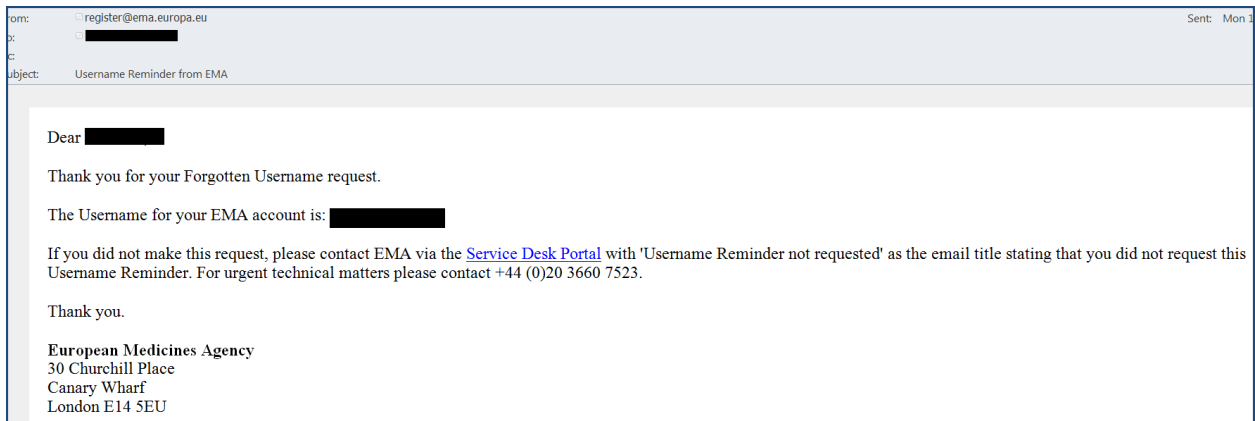 rom: register@ema.europa.eu Sent: Mon 1
o:
c:
ubject: Username Reminder from EMA
Dear
Thank you for your Forgotten Username request.
The Username for your EMA account is:
If you did not make this request, please contact EMA via the Service Desk Portal with 'Username Reminder not requested' as the email title stating that you did not request this
Username Reminder. For urgent technical matters please contact +44 (0)20 3660 7523.
Thank you.
European Medicines Agency
30 Churchill Place
Canary Wharf
London E14 5EU